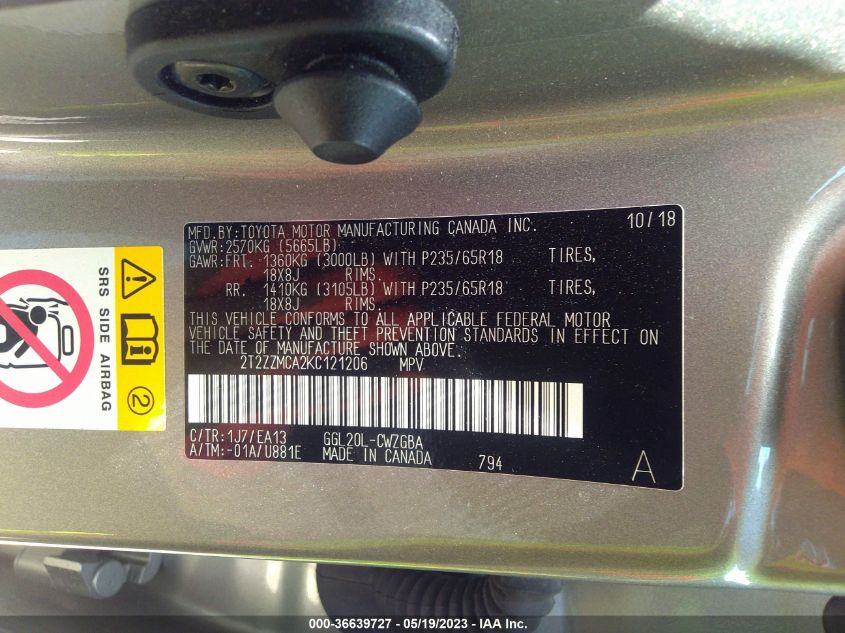 MFD.BY:TOYOTA MOTOR MANUFACTURING CANADA INC. 10/18
GVWR:2570KG (5665LB)
GAWR:FRT. 1360KG (3000LB) WITH P235/65R18 TIRES,
18X8J RIMS.
RR. 1410KG (3105LB) WITH P235/65R18 TIRES,
18X8J RIMS.
THIS VEHICLE CONFORMS TO ALL APPLICABLE FEDERAL MOTOR
VEHICLE SAFETY AND THEFT PREVENTION STANDARDS IN EFFECT ON
THE DATE OF MANUFACTURE SHOWN ABOVE.
2T2ZZMCA2KC121206 MPV
C/TR:1J7/EA13 GGL20L-CWZGBA
A/TM:-01A/U881E MADE IN CANADA 794 A
SRS SIDE AIRBAG
2
000-36639727 - 05/19/2023 - IAA Inc.